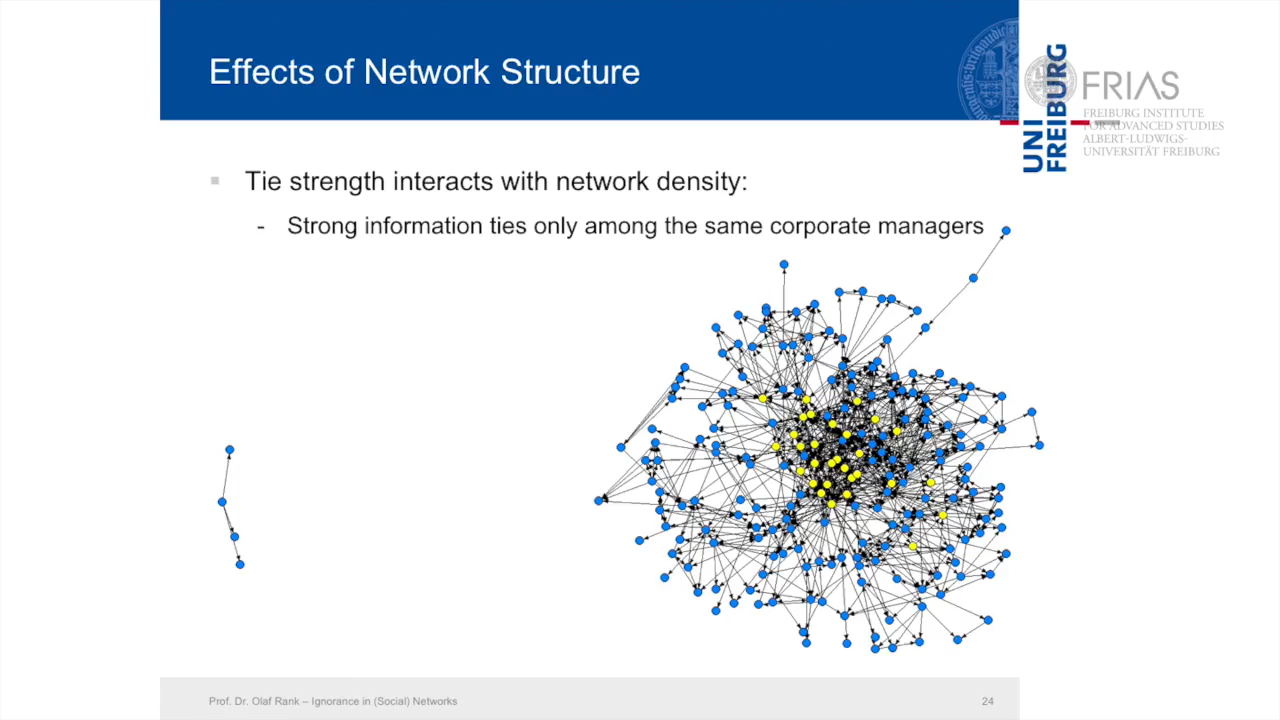 Effects of Network Structure
UNI
FREIBURG
FRIAS
FREIBURG INSTITUTE
FOR ADVANCED STUDIES
ALBERT-LUDWIGS-
UNIVERSITÄT FREIBURG
Tie strength interacts with network density:
- Strong information ties only among the same corporate managers
Prof. Dr. Olaf Rank – Ignorance in (Social) Networks
24